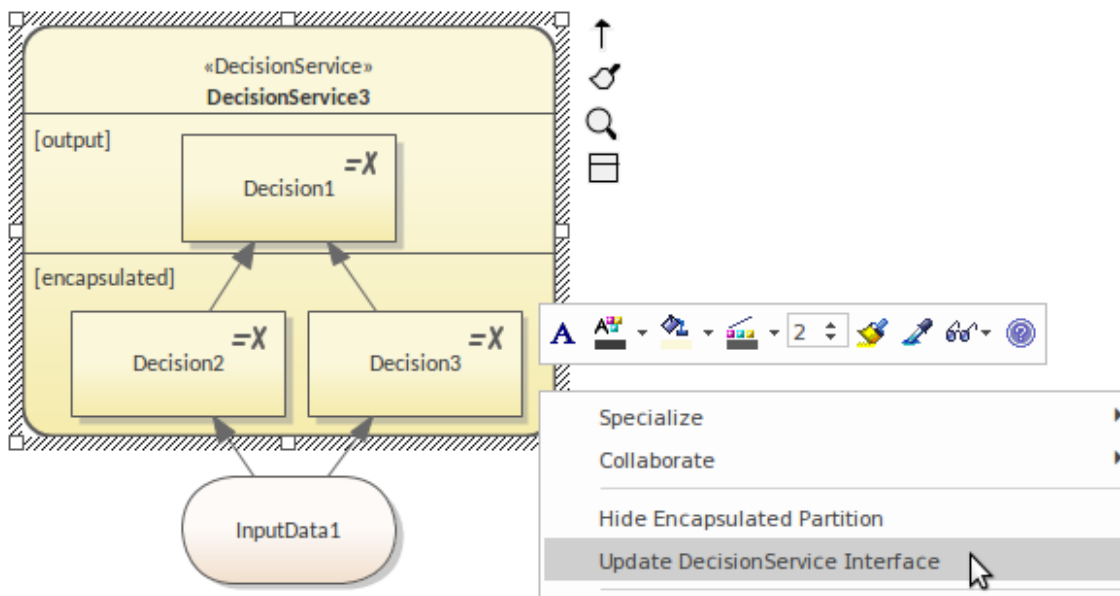 «DecisionService»
DecisionService3
[output]
=X
Decision1
[encapsulated]
=X
Decision2
=X
Decision3
InputData1
A
A
2
?
Specialize
Collaborate
Hide Encapsulated Partition
Update DecisionService Interface